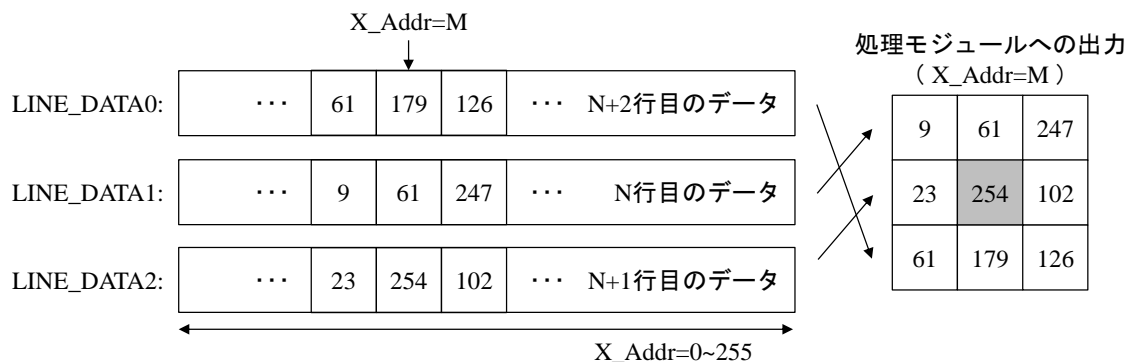 X_Addr=M
処理モジュールへの出力
（ X_Addr=M ）
LINE_DATA0: ··· 61 179 126 ··· N+2行目のデータ
LINE_DATA1: ··· 9 61 247 ··· N行目のデータ
LINE_DATA2: ··· 23 254 102 ··· N+1行目のデータ
X_Addr=0~255
9 61 247
23 254 102
61 179 126